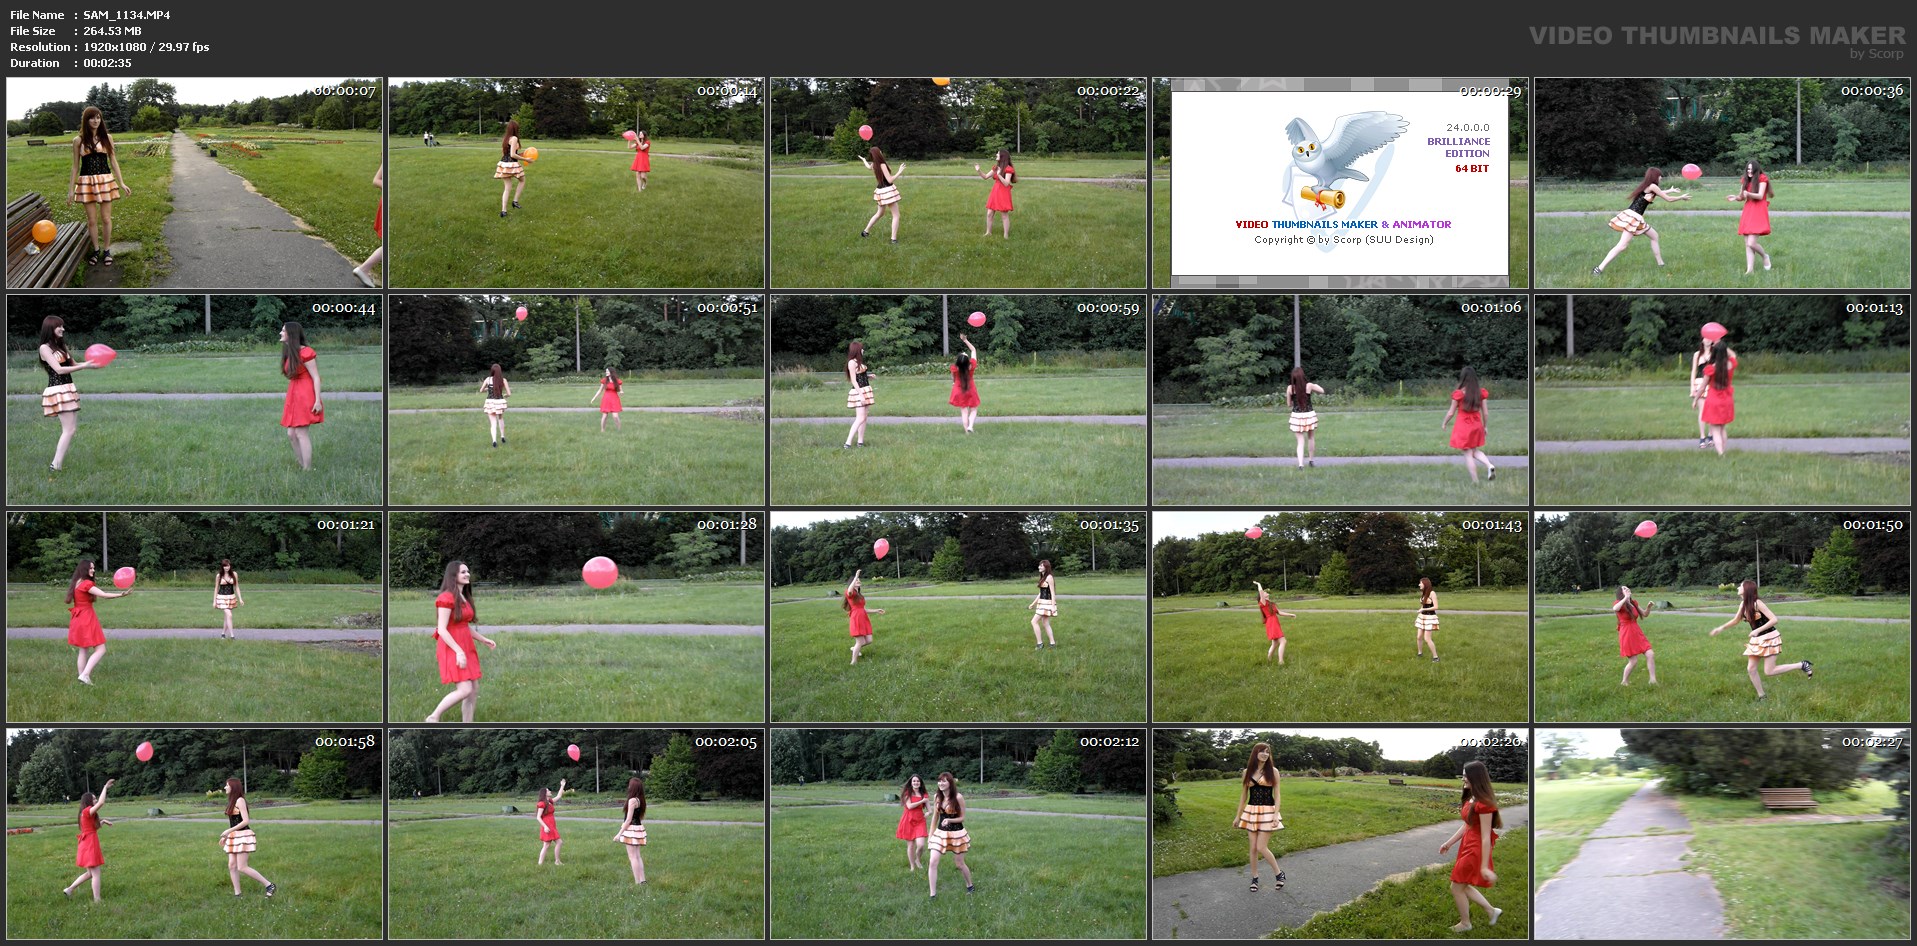 File Name : SAM_1134.MP4
File Size : 264.53 MB
Resolution : 1920x1080 / 29.97 fps
Duration : 00:02:35
VIDEO THUMBNAILS MAKER
by Scorp
00:00:07
00:00:14
00:00:22
00:00:29
00:00:36
24.0.0.0
BRILLIANCE
EDITION
64 BIT
VIDEO THUMBNAILS MAKER & ANIMATOR
Copyright © by Scorp (SUU Design)
00:00:44
00:00:51
00:00:59
00:01:06
00:01:13
00:01:21
00:01:28
00:01:35
00:01:43
00:01:50
00:01:58
00:02:05
00:02:12
00:02:20
00:02:27